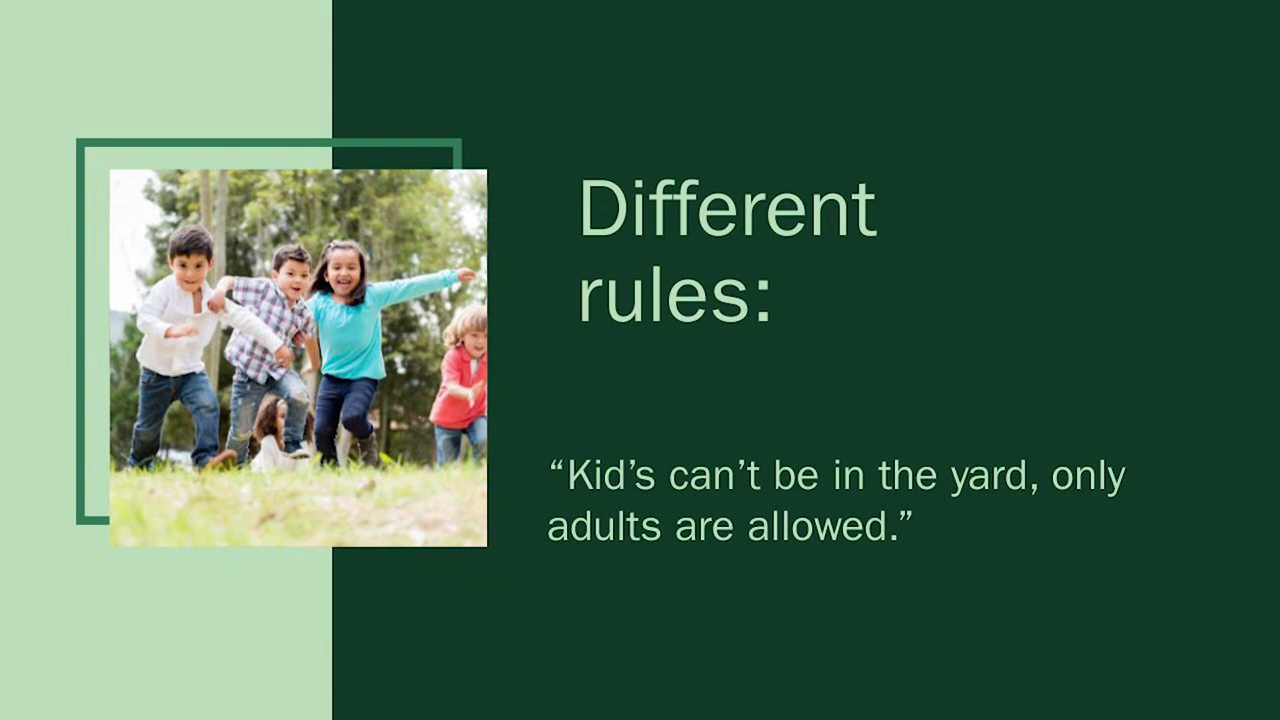 Different
rules:
“Kid’s can’t be in the yard, only
adults are allowed.”